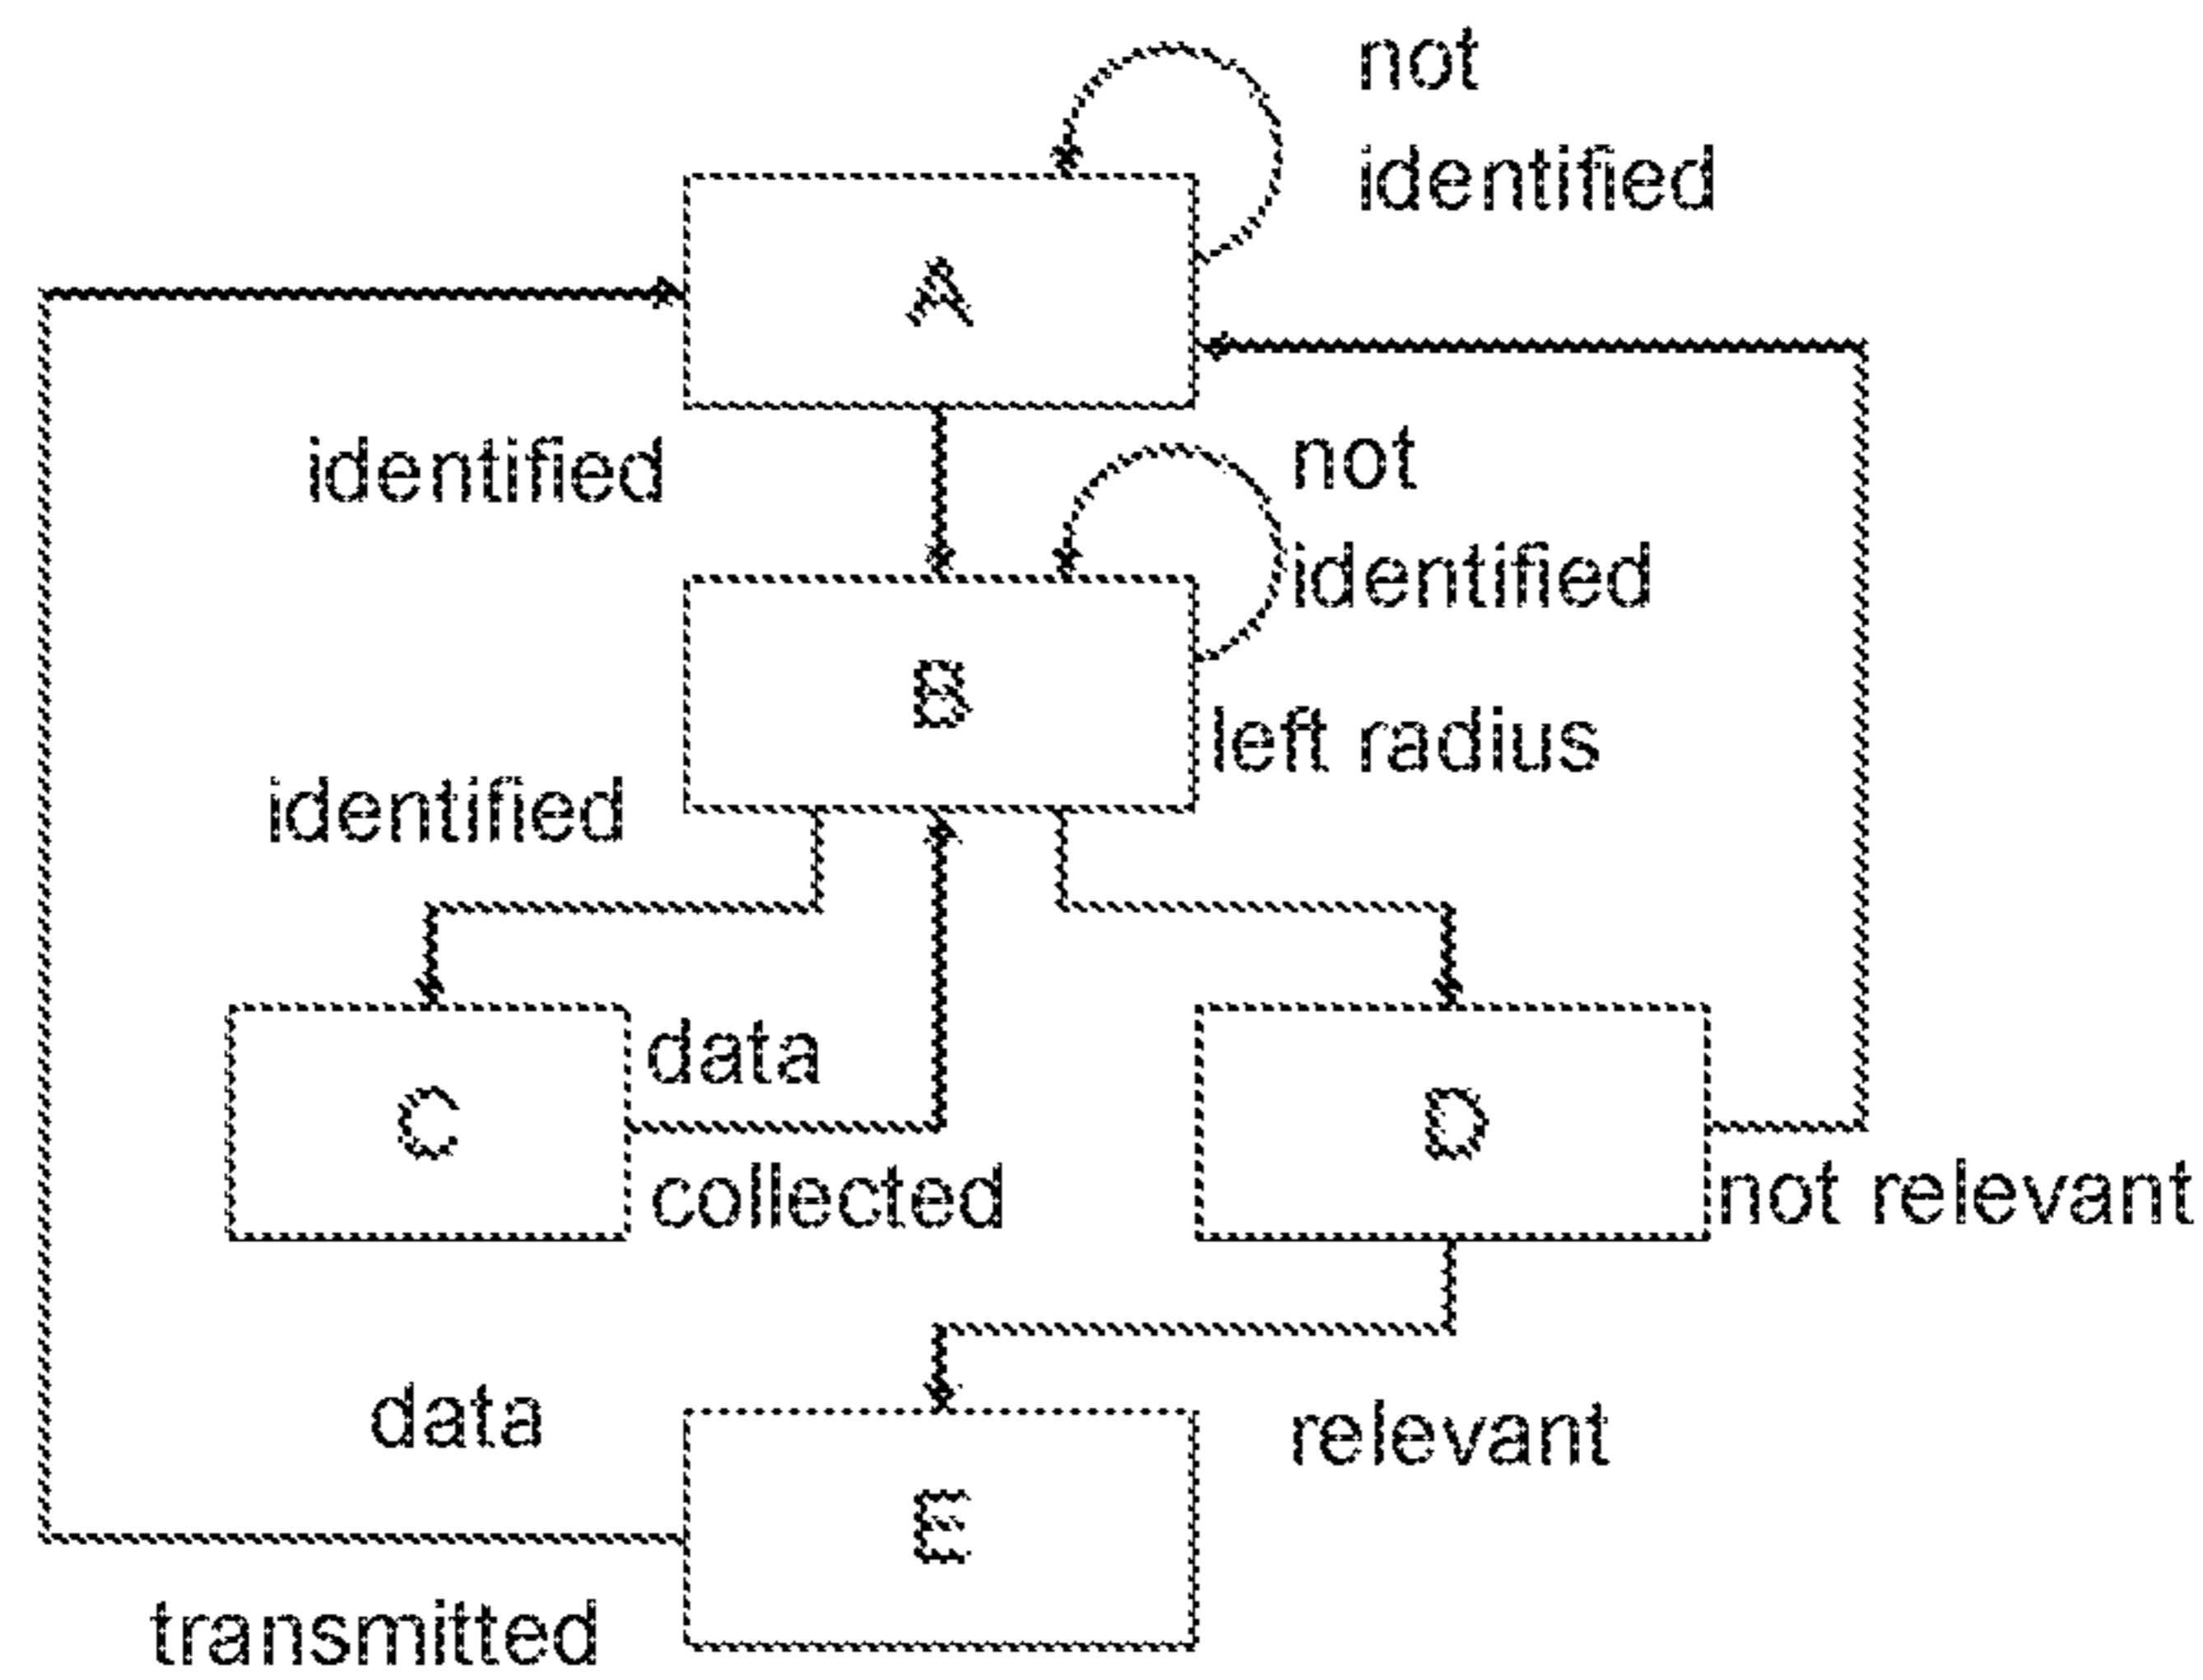 not
identified
A
identified
not
identified
B
left radius
identified
data
C
D
collected
not relevant
data
relevant
E
transmitted